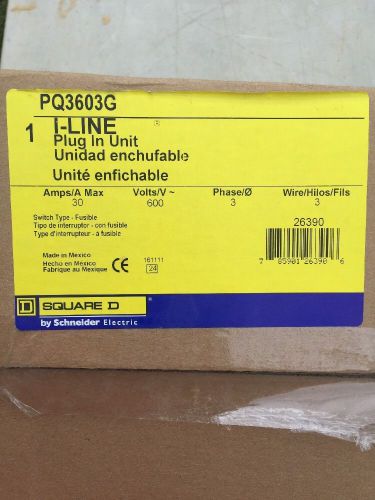 PQ3603G
1 I-LINE ®
Plug In Unit
Unidad enchufable
Unité enfichable
Amps/A Max Volts/V ~ Phase/Ø Wire/Hilos/Fils
30 600 3 3
Switch Type - Fusible
Tipo de interruptor - con fusible
Type d'interrupteur - a fusible
26390
Made in Mexico
Hecho en México
Fabrique au Mexique
CE
161111
24
7 85901 26390 6
SQUARE D
by Schneider Electric